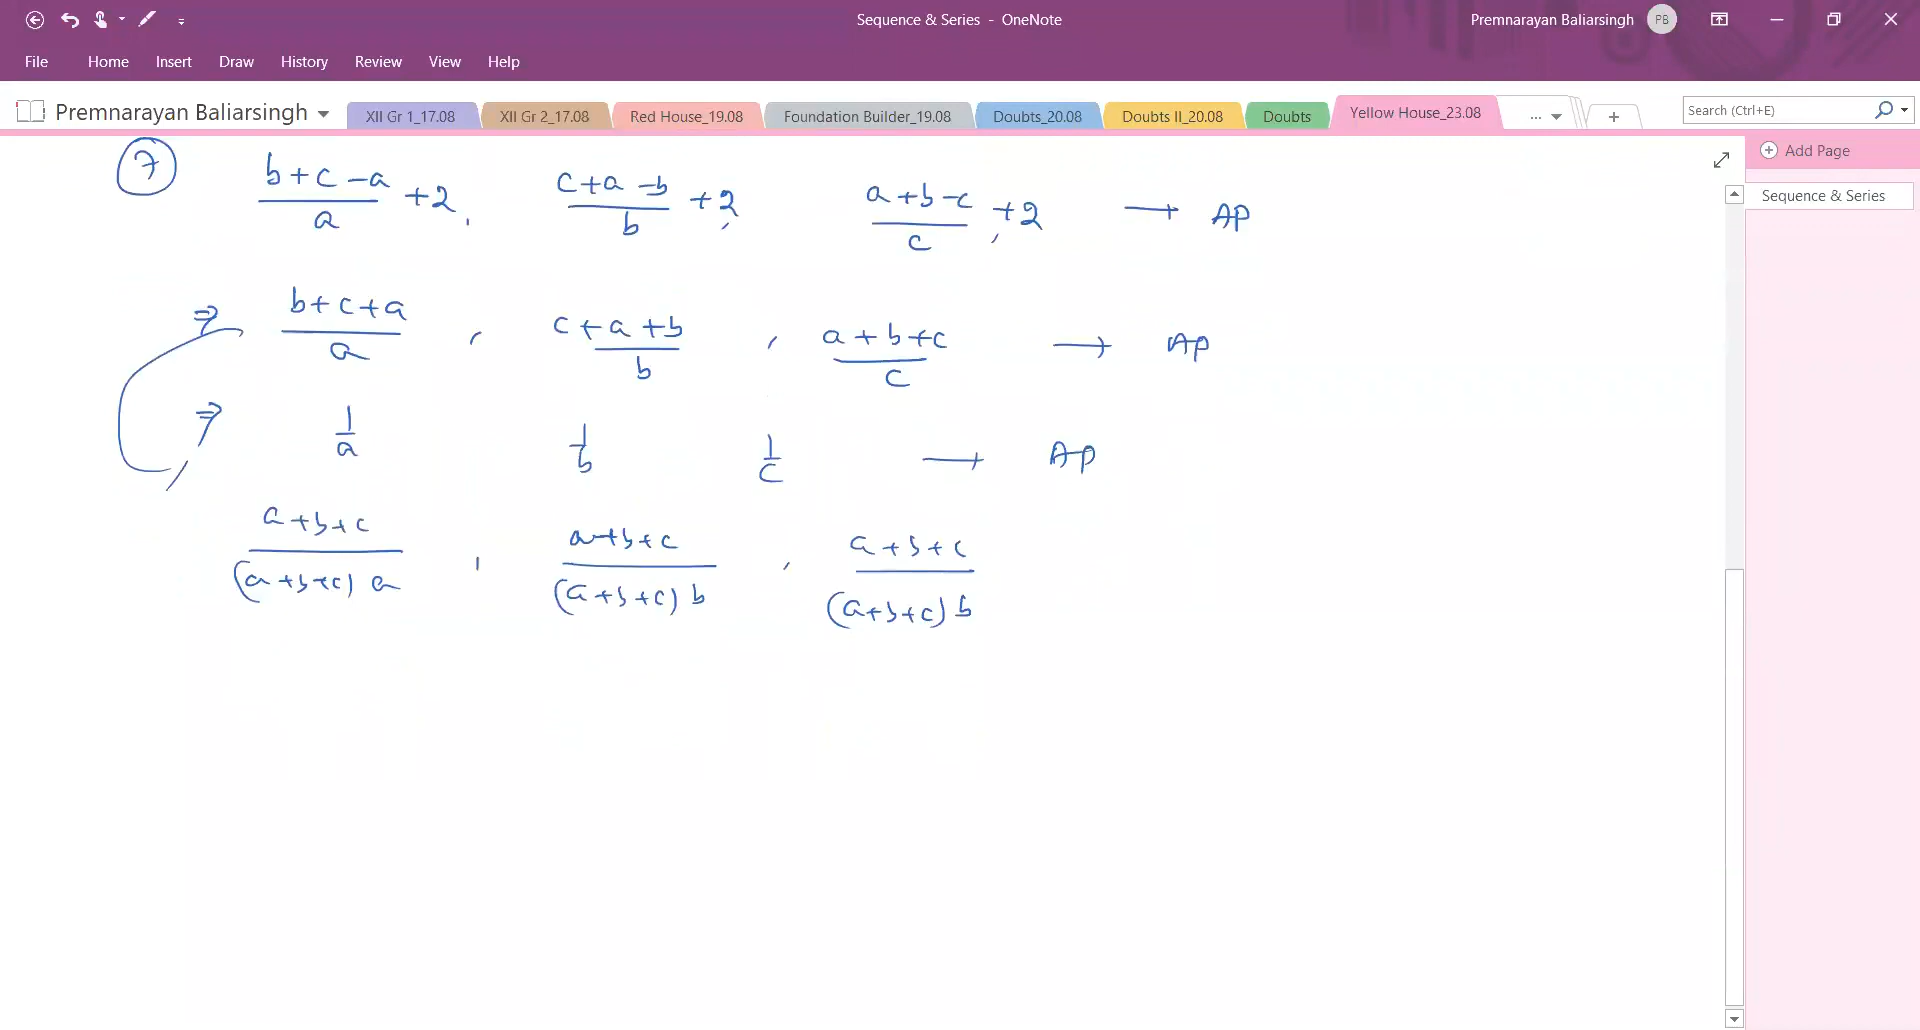 Sequence & Series - OneNote
Premnarayan Baliarsingh PB
File Home Insert Draw History Review View Help
Premnarayan Baliarsingh
XII Gr 1_17.08 XII Gr 2_17.08 Red House_19.08 Foundation Builder_19.08 Doubts_20.08 Doubts II_20.08 Doubts Yellow House_23.08 ... +
Search (Ctrl+E)
Add Page
Sequence & Series
7 (b+c-a)/a +2, (c+a-b)/b +2, (a+b-c)/c, +2 → AP
⇒ (b+c+a)/a , (c+a+b)/b , (a+b+c)/c → AP
⇒ 1/a 1/b 1/c → AP
(a+b+c)/((a+b+c) a) , (a+b+c)/((a+b+c) b) , (a+b+c)/((a+b+c) b)